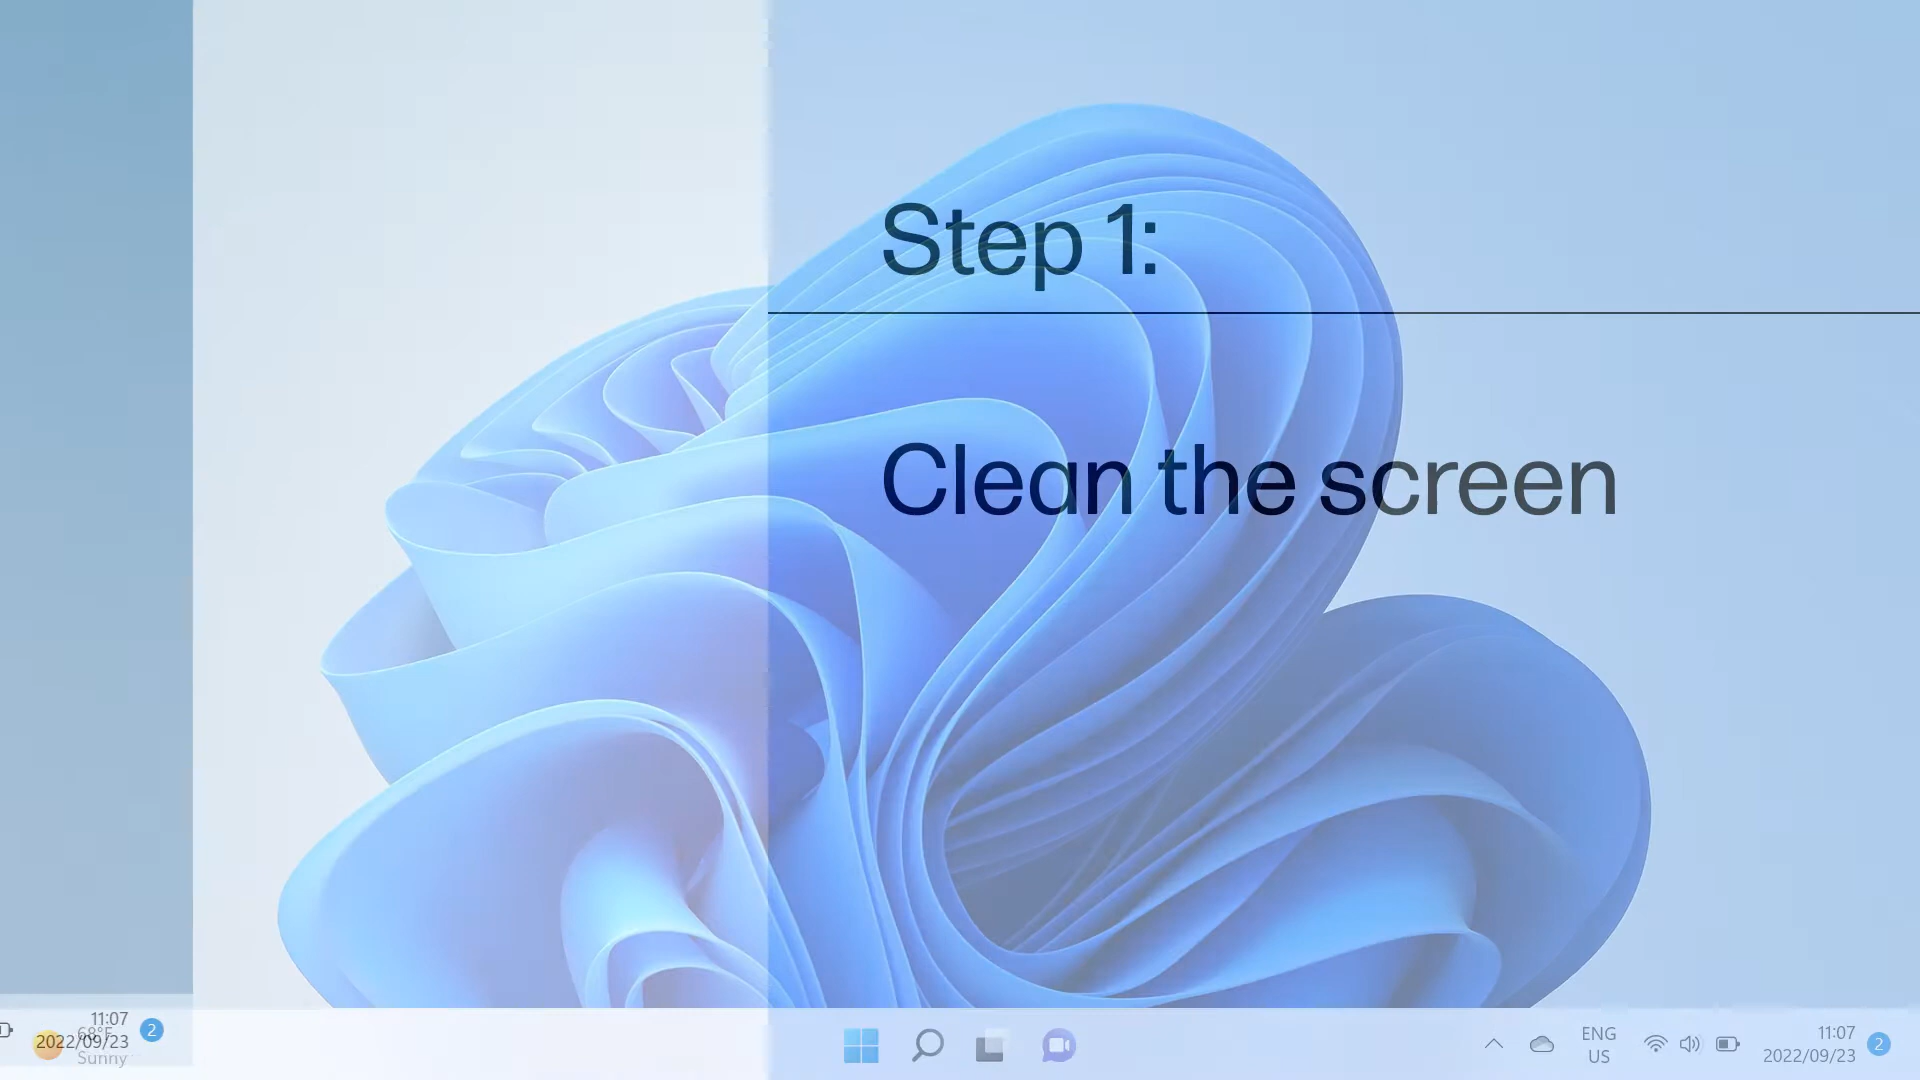 Step 1:
Clean the screen
11:07
68°F
2022/09/23
Sunny
2
ENG
US
11:07
2022/09/23
2